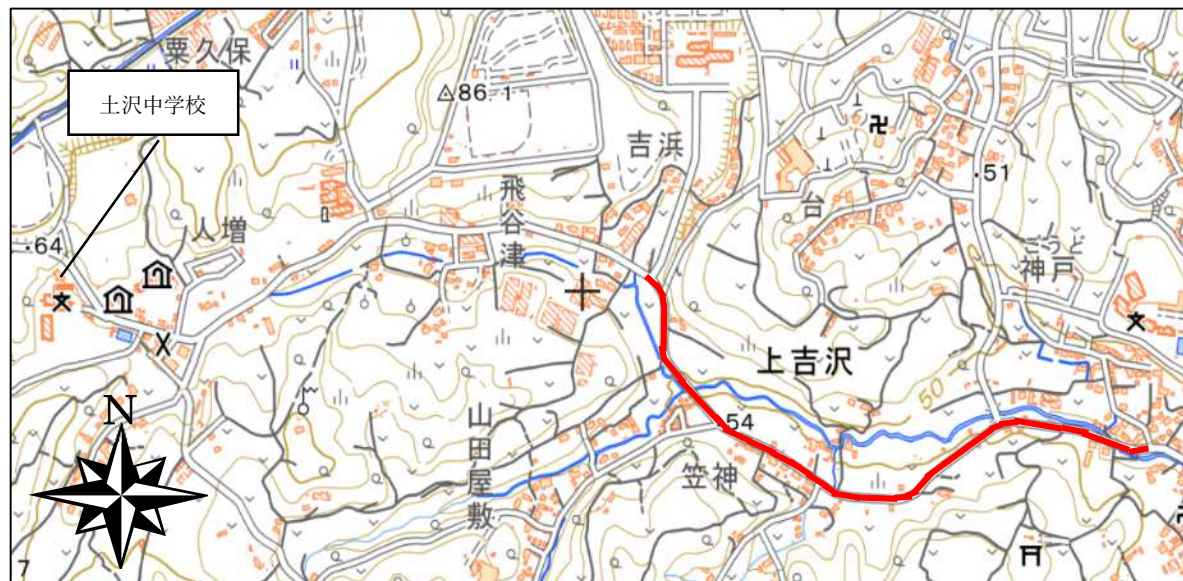 粟久保
土沢中学校
86.1
吉浜
飛谷津
台
51
人増
64
ごうど
神戸
上吉沢
50
山田屋敷
54
笠神
N
7